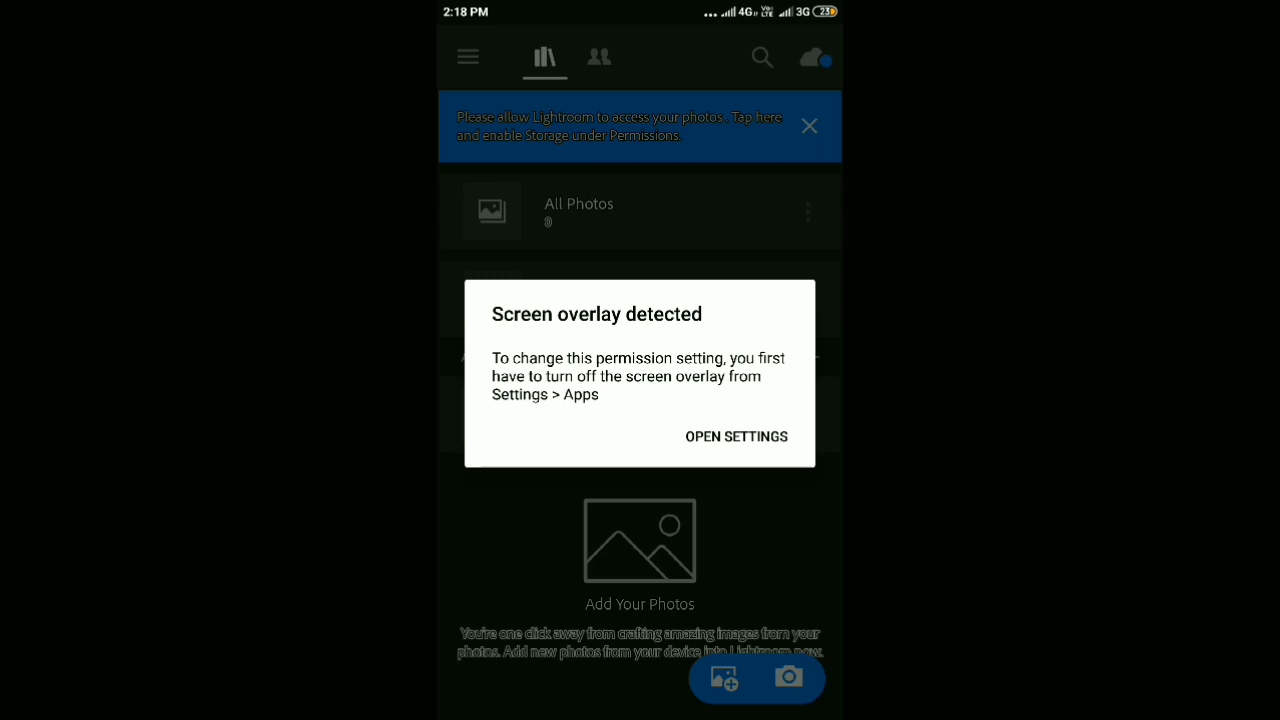 2:18 PM
4G Vo LTE 3G 23
Please allow Lightroom to access your photos. Tap here
and enable Storage under Permissions.
All Photos
0
Screen overlay detected
To change this permission setting, you first
have to turn off the screen overlay from
Settings > Apps
OPEN SETTINGS
Add Your Photos
You're one click away from crafting amazing images from your
photos. Add new photos from your device into Lightroom now.